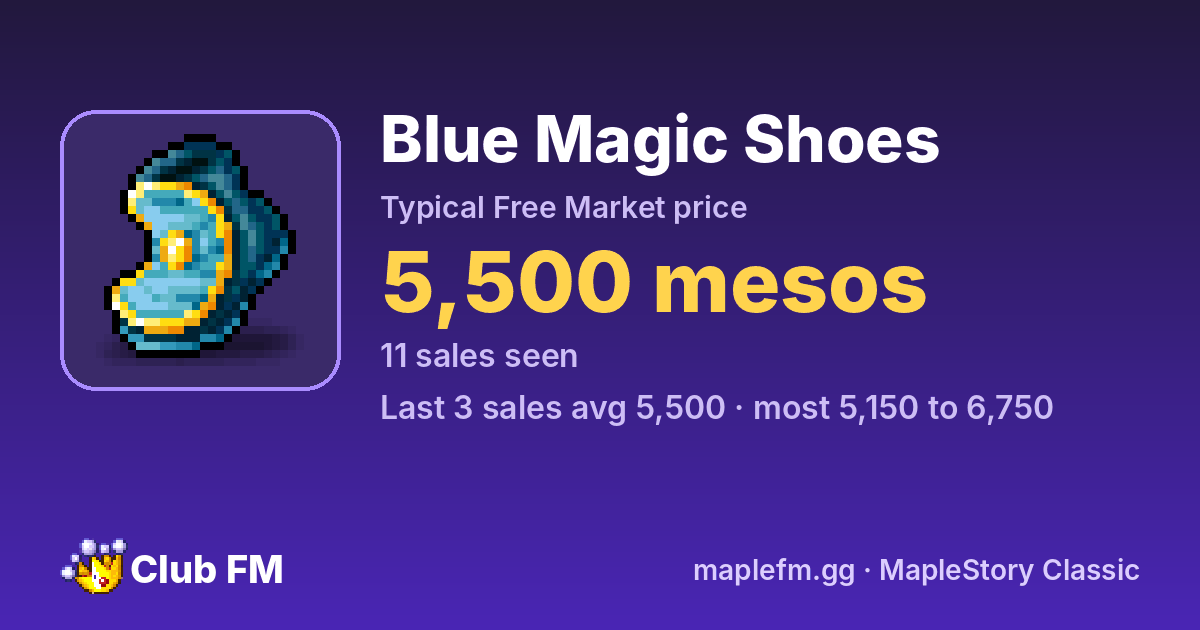 Blue Magic Shoes
Typical Free Market price
5,500 mesos
11 sales seen
Last 3 sales avg 5,500 · most 5,150 to 6,750
Club FM
maplefm.gg · MapleStory Classic